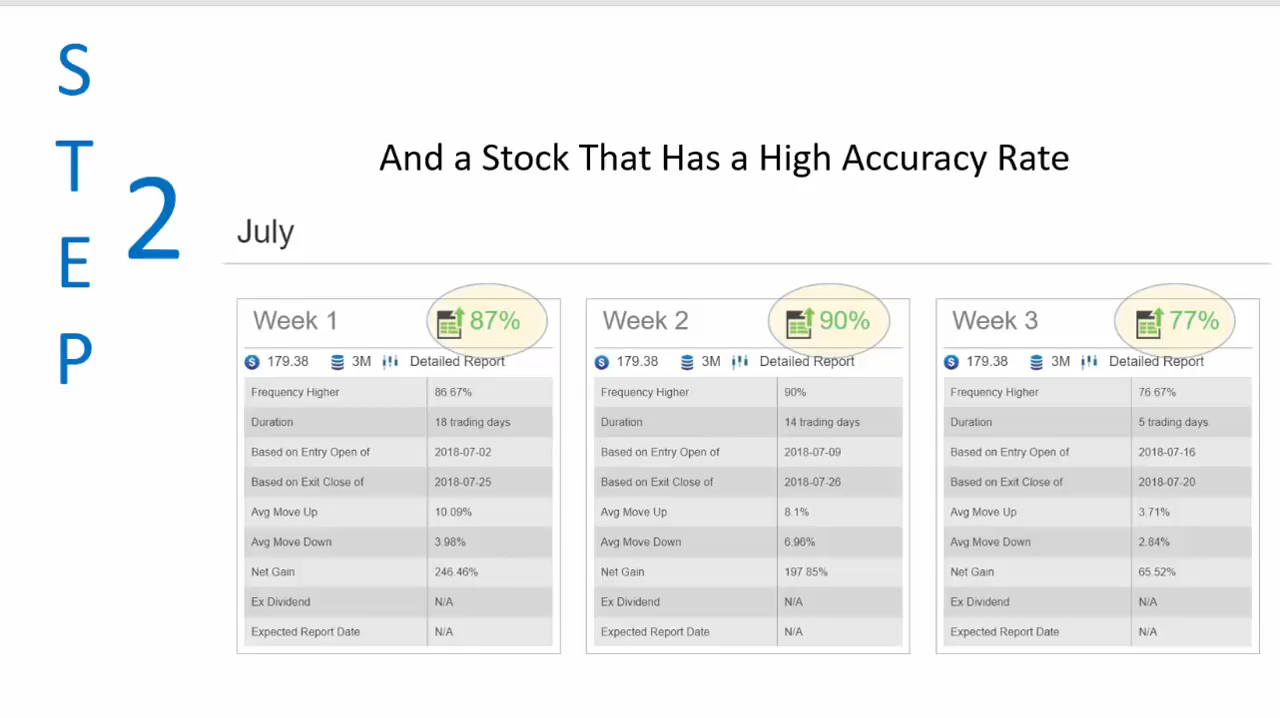 STEP
2
And a Stock That Has a High Accuracy Rate
July
Week 1 87%
179.38 3M Detailed Report
Frequency Higher 86.67%
Duration 18 trading days
Based on Entry Open of 2018-07-02
Based on Exit Close of 2018-07-25
Avg Move Up 10.09%
Avg Move Down 3.98%
Net Gain 246.46%
Ex Dividend N/A
Expected Report Date N/A
Week 2 90%
179.38 3M Detailed Report
Frequency Higher 90%
Duration 14 trading days
Based on Entry Open of 2018-07-09
Based on Exit Close of 2018-07-26
Avg Move Up 8.1%
Avg Move Down 6.96%
Net Gain 197.85%
Ex Dividend N/A
Expected Report Date N/A
Week 3 77%
179.38 3M Detailed Report
Frequency Higher 76.67%
Duration 5 trading days
Based on Entry Open of 2018-07-16
Based on Exit Close of 2018-07-20
Avg Move Up 3.71%
Avg Move Down 2.84%
Net Gain 65.52%
Ex Dividend N/A
Expected Report Date N/A